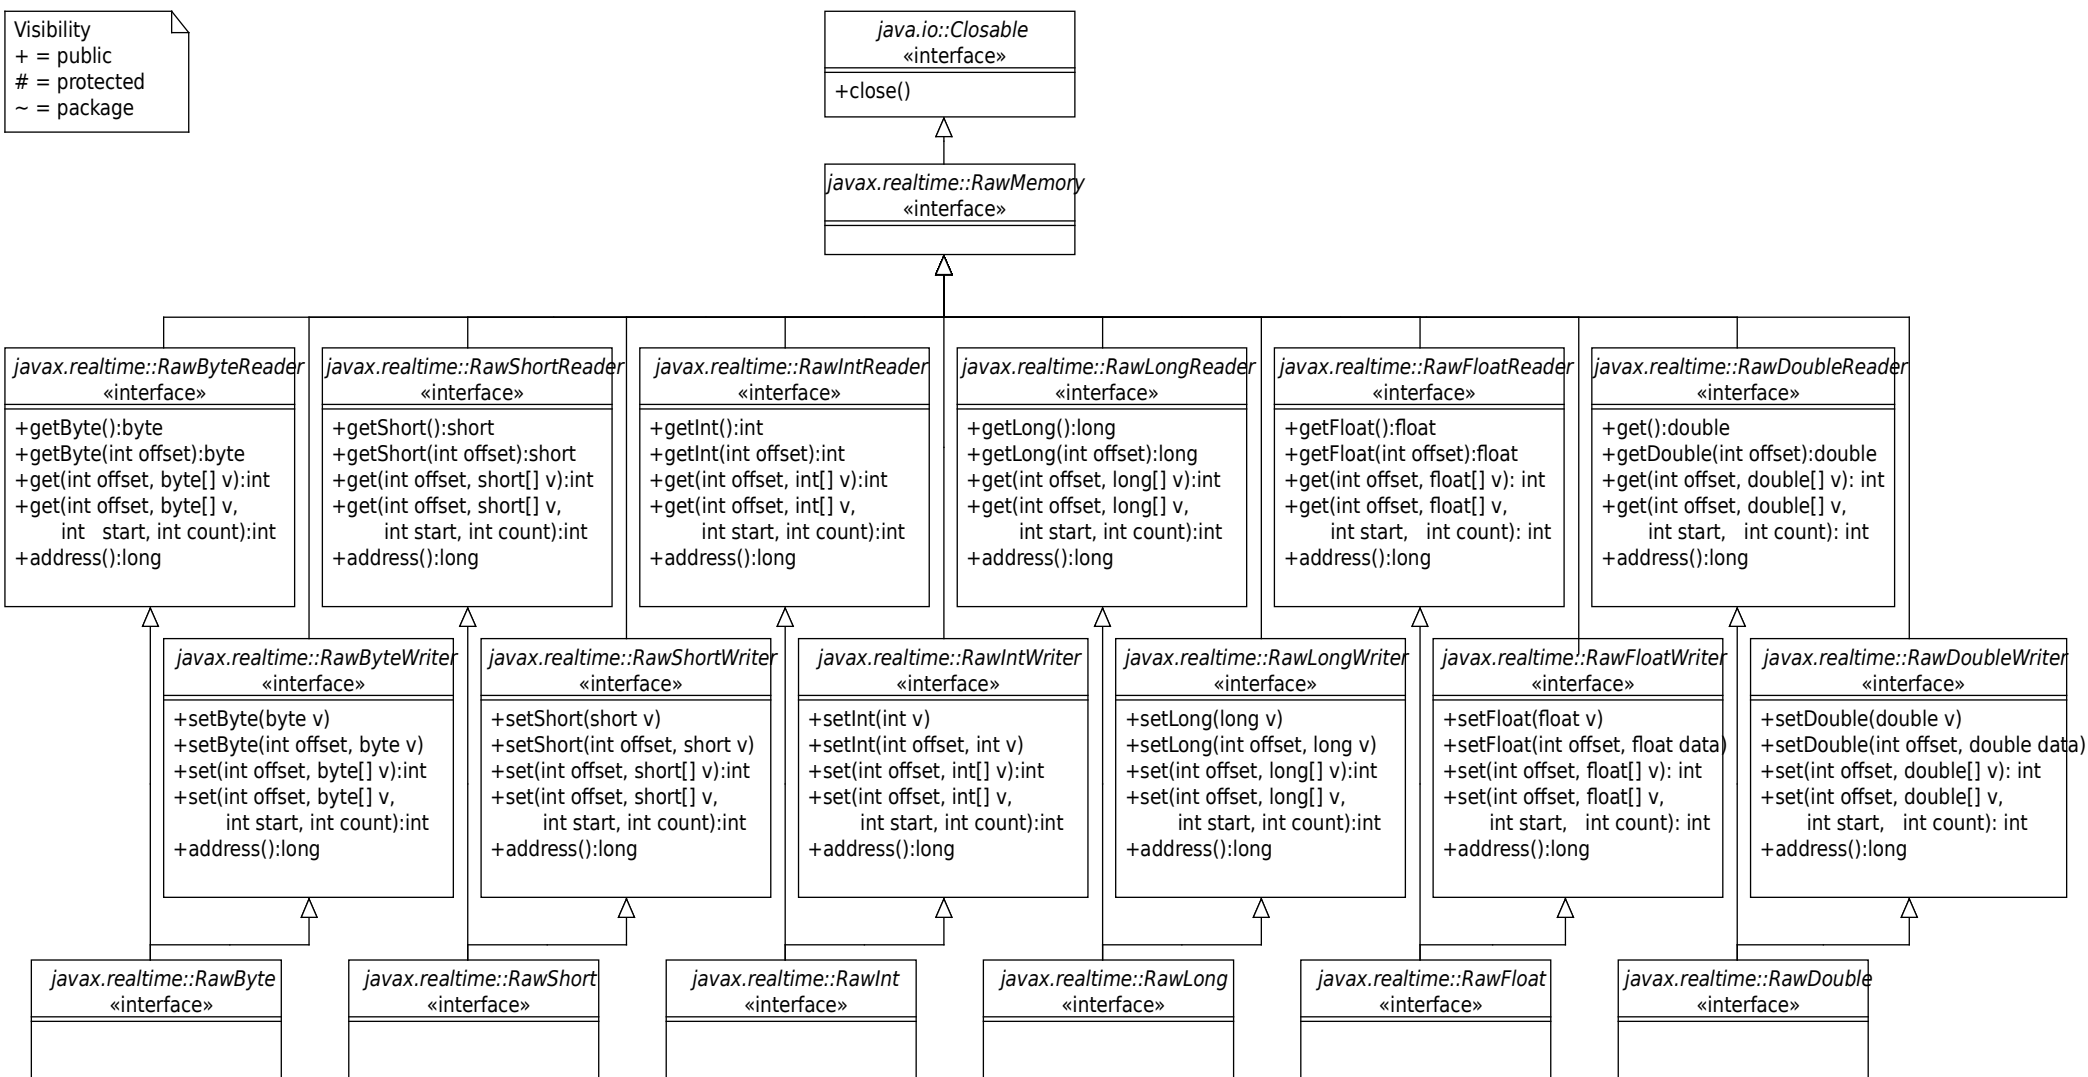 Visibility
+ = public
# = protected
~ = package
java.io::Closable
«interface»
+close()
javax.realtime::RawMemory
«interface»
javax.realtime::RawByteReader
«interface»
+getByte():byte
+getByte(int offset):byte
+get(int offset, byte[] v):int
+get(int offset, byte[] v,
int start, int count):int
+address():long
javax.realtime::RawShortReader
«interface»
+getShort():short
+getShort(int offset):short
+get(int offset, short[] v):int
+get(int offset, short[] v,
int start, int count):int
+address():long
javax.realtime::RawIntReader
«interface»
+getInt():int
+getInt(int offset):int
+get(int offset, int[] v):int
+get(int offset, int[] v,
int start, int count):int
+address():long
javax.realtime::RawLongReader
«interface»
+getLong():long
+getLong(int offset):long
+get(int offset, long[] v):int
+get(int offset, long[] v,
int start, int count):int
+address():long
javax.realtime::RawFloatReader
«interface»
+getFloat():float
+getFloat(int offset):float
+get(int offset, float[] v): int
+get(int offset, float[] v,
int start, int count): int
+address():long
javax.realtime::RawDoubleReader
«interface»
+get():double
+getDouble(int offset):double
+get(int offset, double[] v): int
+get(int offset, double[] v,
int start, int count): int
+address():long
javax.realtime::RawByteWriter
«interface»
+setByte(byte v)
+setByte(int offset, byte v)
+set(int offset, byte[] v):int
+set(int offset, byte[] v,
int start, int count):int
+address():long
javax.realtime::RawShortWriter
«interface»
+setShort(short v)
+setShort(int offset, short v)
+set(int offset, short[] v):int
+set(int offset, short[] v,
int start, int count):int
+address():long
javax.realtime::RawIntWriter
«interface»
+setInt(int v)
+setInt(int offset, int v)
+set(int offset, int[] v):int
+set(int offset, int[] v,
int start, int count):int
+address():long
javax.realtime::RawLongWriter
«interface»
+setLong(long v)
+setLong(int offset, long v)
+set(int offset, long[] v):int
+set(int offset, long[] v,
int start, int count):int
+address():long
javax.realtime::RawFloatWriter
«interface»
+setFloat(float v)
+setFloat(int offset, float data)
+set(int offset, float[] v): int
+set(int offset, float[] v,
int start, int count): int
+address():long
javax.realtime::RawDoubleWriter
«interface»
+setDouble(double v)
+setDouble(int offset, double data)
+set(int offset, double[] v): int
+set(int offset, double[] v,
int start, int count): int
+address():long
javax.realtime::RawByte
«interface»
javax.realtime::RawShort
«interface»
javax.realtime::RawInt
«interface»
javax.realtime::RawLong
«interface»
javax.realtime::RawFloat
«interface»
javax.realtime::RawDouble
«interface»